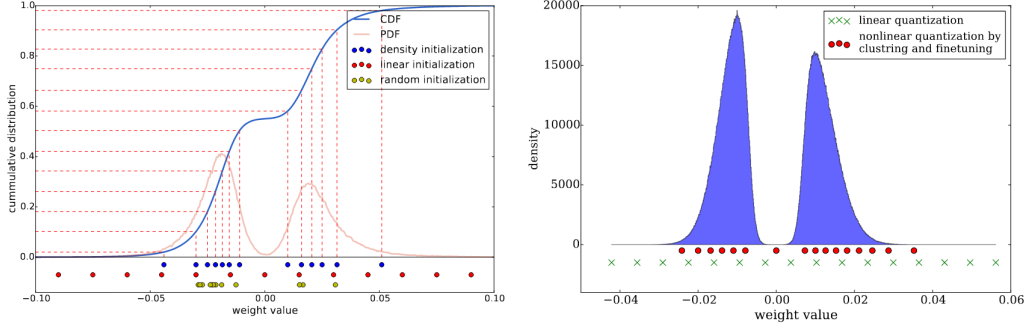 1.0
0.8
0.6
0.4
0.2
0.0
cummulative distribution
CDF
PDF
density initialization
linear initialization
random initialization
−0.10
−0.05
0.00
0.05
0.10
weight value
20000
15000
10000
5000
0
density
linear quantization
nonlinear quantization by
clustring and finetuning
−0.04
−0.02
0.00
0.02
0.04
0.06
weight value